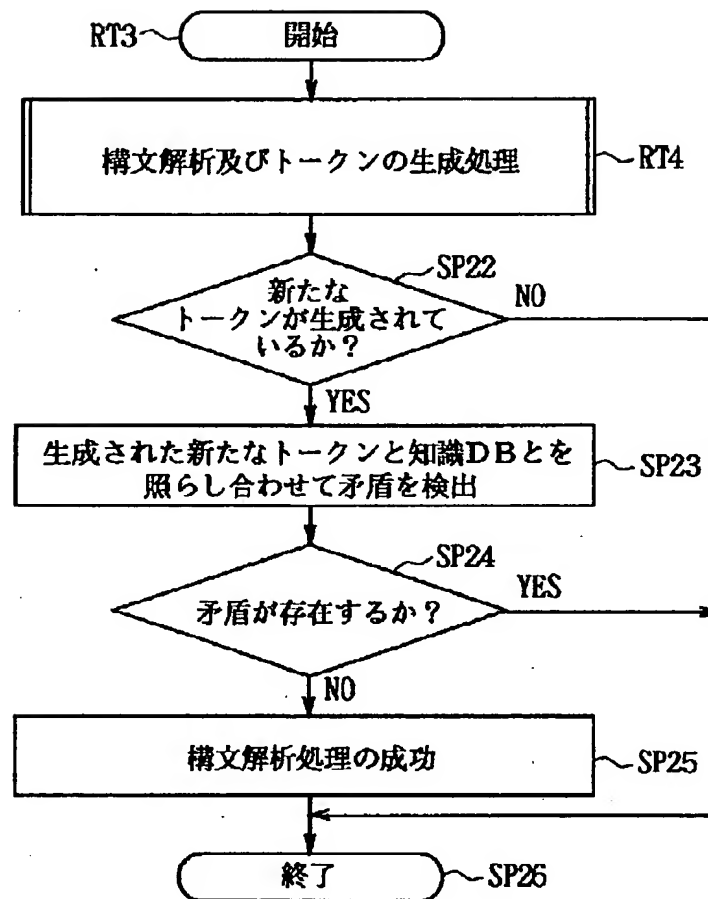 RT3
開始
構文解析及びトークンの生成処理
RT4
SP22
新たな
トークンが生成されて
いるか？
NO
YES
生成された新たなトークンと知識DBとを
照らし合わせて矛盾を検出
SP23
SP24
矛盾が存在するか？
YES
NO
構文解析処理の成功
SP25
終了
SP26